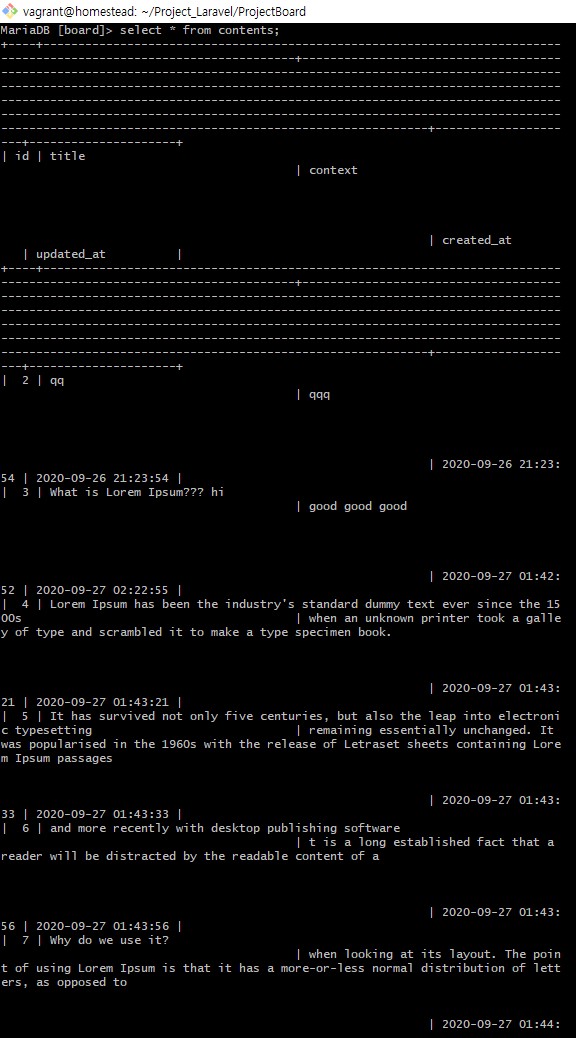 vagrant@homestead: ~/Project_Laravel/ProjectBoard
MariaDB [board]> select * from contents;
+----+--------------------------------------------------------------------------
------------------------------------------+-------------------------------------
--------------------------------------------------------------------------------
--------------------------------------------------------------------------------
--------------------------------------------------------------------------------
--------------------------------------------------------------------------------
-------------------------------------------------------------+------------------
---+---------------------+
| id | title
| context
| created_at
| updated_at |
+----+--------------------------------------------------------------------------
------------------------------------------+-------------------------------------
--------------------------------------------------------------------------------
--------------------------------------------------------------------------------
--------------------------------------------------------------------------------
--------------------------------------------------------------------------------
-------------------------------------------------------------+------------------
---+---------------------+
| 2 | qq
| qqq
| 2020-09-26 21:23:
54 | 2020-09-26 21:23:54 |
| 3 | What is Lorem Ipsum??? hi
| good good good
| 2020-09-27 01:42:
52 | 2020-09-27 02:22:55 |
| 4 | Lorem Ipsum has been the industry's standard dummy text ever since the 15
00s | when an unknown printer took a galle
y of type and scrambled it to make a type specimen book.
| 2020-09-27 01:43:
21 | 2020-09-27 01:43:21 |
| 5 | It has survived not only five centuries, but also the leap into electroni
c typesetting | remaining essentially unchanged. It
was popularised in the 1960s with the release of Letraset sheets containing Lore
m Ipsum passages
| 2020-09-27 01:43:
33 | 2020-09-27 01:43:33 |
| 6 | and more recently with desktop publishing software
| t is a long established fact that a
reader will be distracted by the readable content of a
| 2020-09-27 01:43:
56 | 2020-09-27 01:43:56 |
| 7 | Why do we use it?
| when looking at its layout. The poin
t of using Lorem Ipsum is that it has a more-or-less normal distribution of lett
ers, as opposed to
| 2020-09-27 01:44: